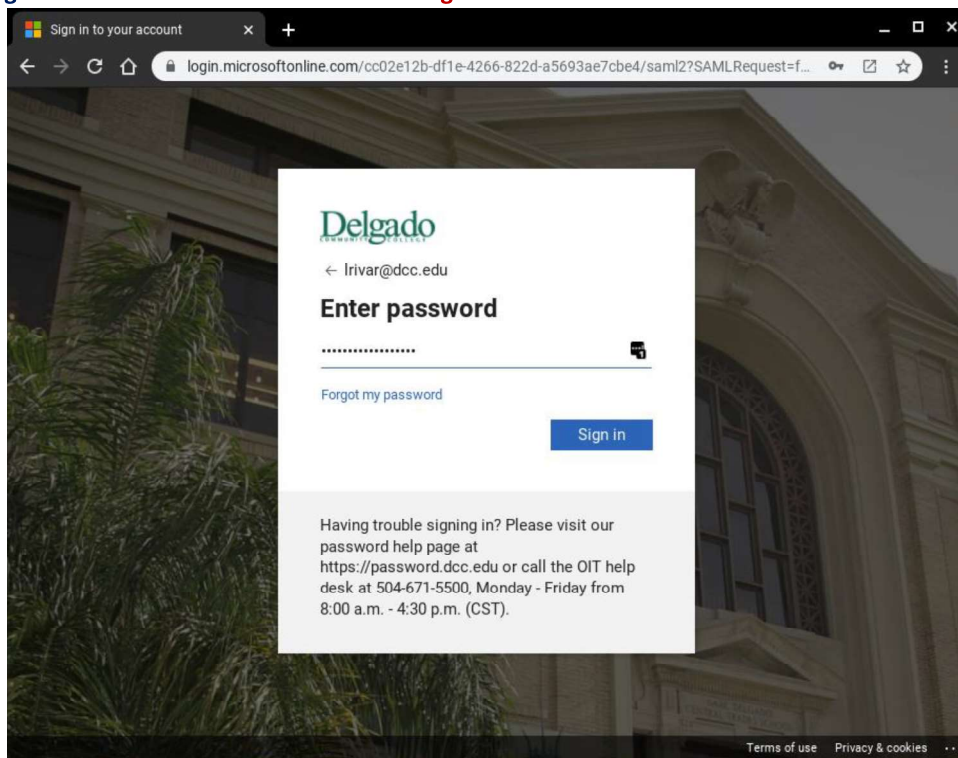 Sign in to your account
login.microsoftonline.com/cc02e12b-df1e-4266-822d-a5693ae7cbe4/saml2?SAMLRequest=f...
Delgado
COMMUNITY COLLEGE
← lrivar@dcc.edu
Enter password
••••••••••••••••••
Forgot my password
Sign in
Having trouble signing in? Please visit our
password help page at
https://password.dcc.edu or call the OIT help
desk at 504-671-5500, Monday - Friday from
8:00 a.m. - 4:30 p.m. (CST).
Terms of use Privacy & cookies ..